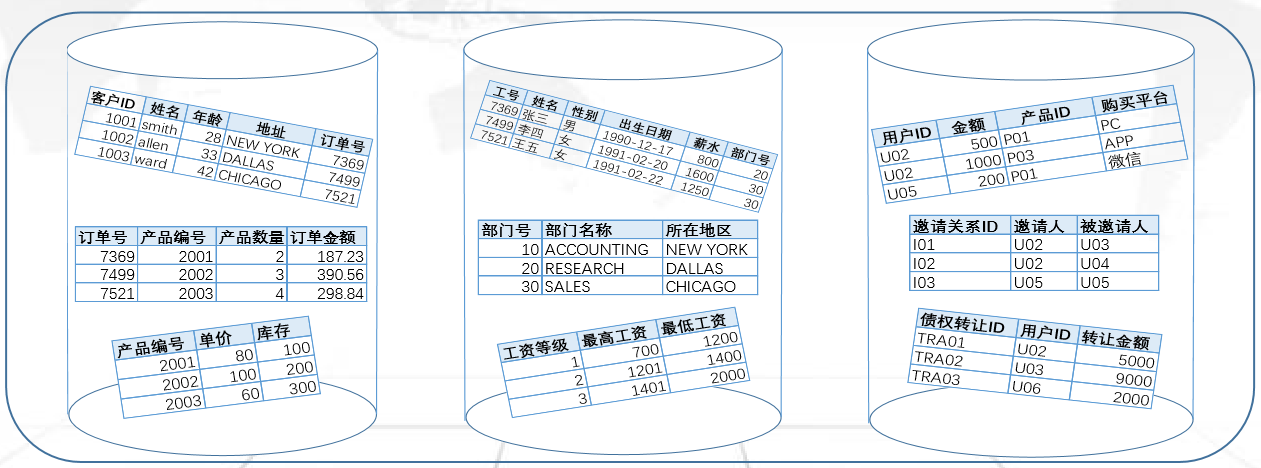 客户ID 姓名 年龄 地址 订单号
1001 smith 28 NEW YORK 7369
1002 allen 33 DALLAS 7499
1003 ward 42 CHICAGO 7521
订单号 产品编号 产品数量 订单金额
7369 2001 2 187.23
7499 2002 3 390.56
7521 2003 4 298.84
产品编号 单价 库存
2001 80 100
2002 100 200
2003 60 300
工号 姓名 性别 出生日期 薪水 部门号
7369 张三 男 1990-12-17 800 20
7499 李四 女 1991-02-20 1600 30
7521 王五 女 1991-02-22 1250 30
部门号 部门名称 所在地区
10 ACCOUNTING NEW YORK
20 RESEARCH DALLAS
30 SALES CHICAGO
工资等级 最高工资 最低工资
1 700 1200
2 1201 1400
3 1401 2000
用户ID 金额 产品ID 购买平台
U02 500 P01 PC
U02 1000 P03 APP
U05 200 P01 微信
邀请关系ID 邀请人 被邀请人
I01 U02 U03
I02 U02 U04
I03 U05 U05
债权转让ID 用户ID 转让金额
TRA01 U02 5000
TRA02 U03 9000
TRA03 U06 2000